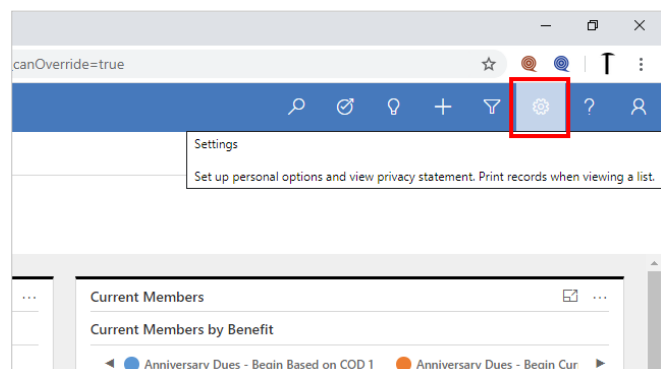 canOverride=true
Settings
Set up personal options and view privacy statement. Print records when viewing a list.
Current Members
Current Members by Benefit
Anniversary Dues - Begin Based on COD 1
Anniversary Dues - Begin Cur